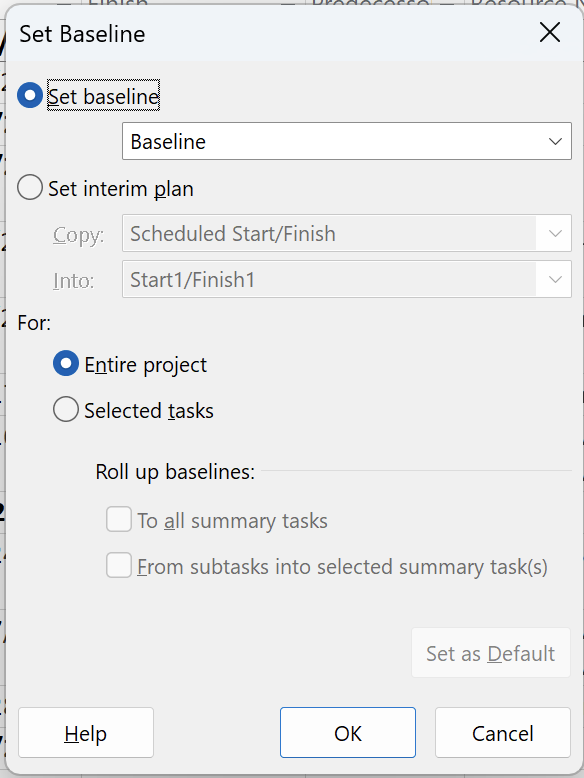 Set Baseline
Set baseline
Baseline
Set interim plan
Copy: Scheduled Start/Finish
Into: Start1/Finish1
For:
Entire project
Selected tasks
Roll up baselines:
To all summary tasks
From subtasks into selected summary task(s)
Set as Default
Help OK Cancel